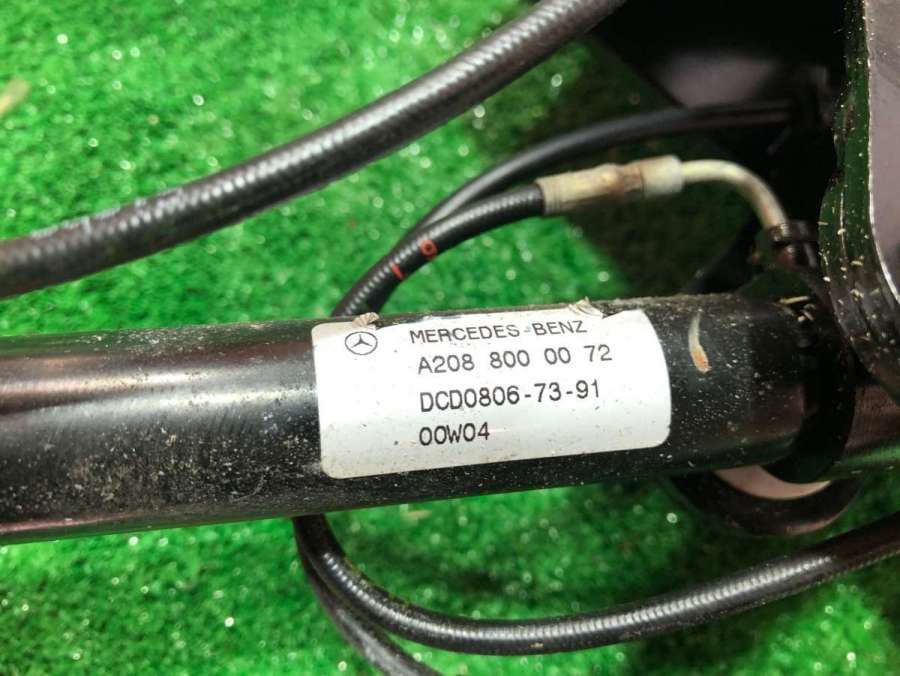 MERCEDES-BENZ
A208 800 00 72
DCD0806-73-91
00W04